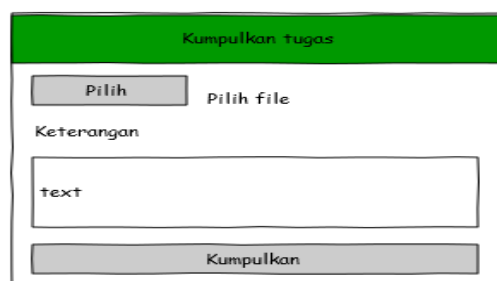 Kumpulkan tugas
Pilih Pilih file
Keterangan
text
Kumpulkan